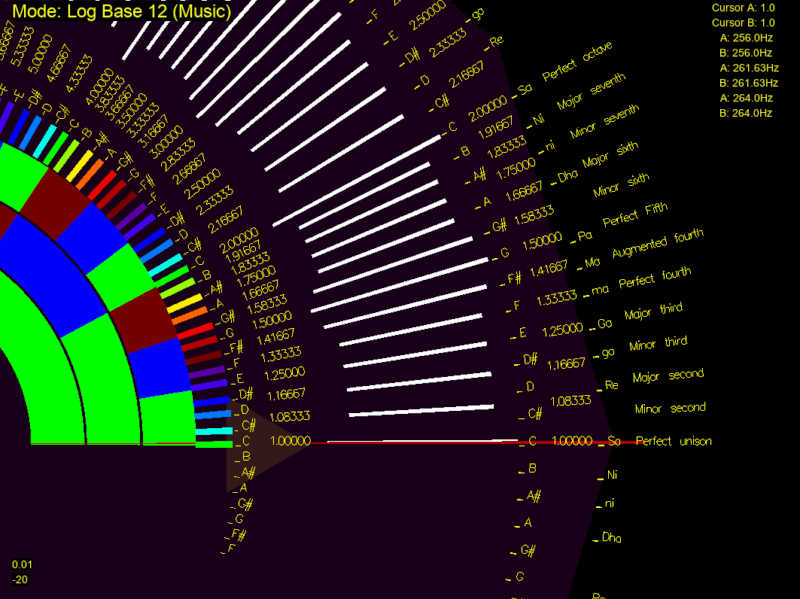 Mode: Log Base 12 (Music)
Cursor A: 1.0
Cursor B: 1.0
A: 256.0Hz
B: 256.0Hz
A: 261.63Hz
B: 261.63Hz
A: 264.0Hz
B: 264.0Hz
F 2.50000 ga
E 2.33333 Re
D# 2.16667
D
C# 2.00000 Sa Perfect octave
C 1.91667 Ni Major seventh
B 1.83333 ni Minor seventh
A# 1.75000 Dha Major sixth
A 1.66667 Minor sixth
G# 1.58333
G 1.50000 Pa Perfect Fifth
F# 1.41667 Ma Augmented fourth
F 1.33333 ma Perfect fourth
E 1.25000 Ga Major third
D# 1.16667 ga Minor third
D 1.08333 Re Major second
C# Minor second
C 1.00000 Sa Perfect unison
B Ni
A# ni
A Dha
G#
G
5.33333
5.00000
4.66667
4.33333
4.00000
3.83333
3.66667
3.50000
3.33333
3.16667
3.00000
2.83333
2.66667
2.50000
2.33333
2.16667
2.00000
1.91667
1.83333
1.75000
1.66667
1.58333
1.50000
1.41667
1.33333
1.25000
1.16667
1.08333
1.00000
E
D#
D
C#
C
B
A#
A
G#
G
F#
F
E
D#
D
C#
C
B
A#
A
G#
G
F#
F
E
D#
D
C#
C
B
A#
A
G#
G
F#
F
0.01
-20